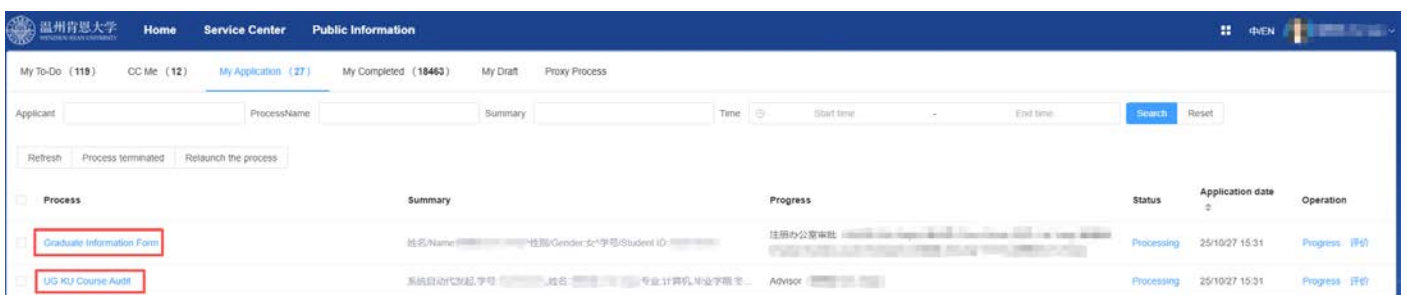 温州肯恩大学 Home Service Center Public Information 中/EN
WENZHOU-KEAN UNIVERSITY
My To-Do (119) CC Me (12) My Application (27) My Completed (18463) My Draft Proxy Process
Applicant ProcessName Summary Time Start time - End time Search Reset
Refresh Process terminated Relaunch the process
Process Summary Progress Status Application date Operation
Graduate Information Form 姓名/Name: 性别/Gender:女*学号/Student ID: 注册办公室审批 Processing 25/10/27 15:31 Progress 评价
UG KU Course Audit 系统自动代发起,学号 ,姓名: 专业:计算机,毕业学期:冬... Advisor Processing 25/10/27 15:31 Progress 评价